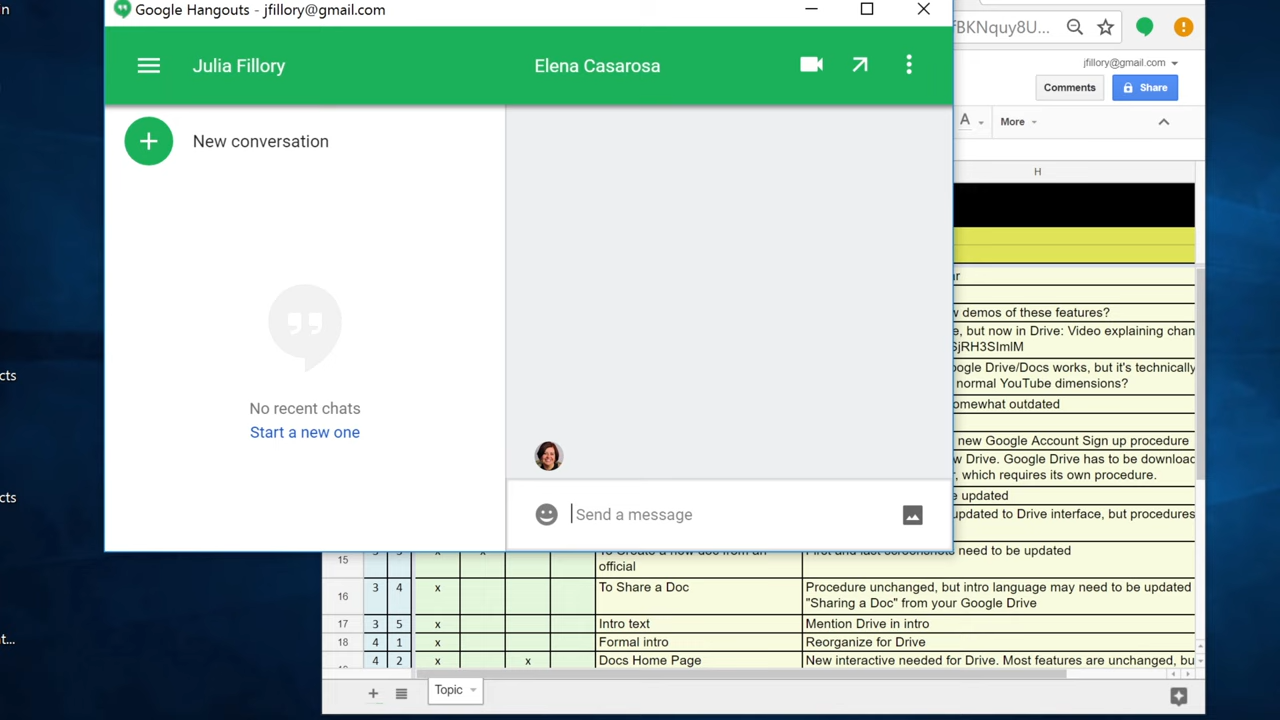 Google Hangouts - jfillory@gmail.com
Julia Fillory
Elena Casarosa
New conversation
No recent chats
Start a new one
Send a message
BKNquy8U...
jfillory@gmail.com
Comments
Share
A
More
H
demos of these features?
e, but now in Drive: Video explaining chan
SjRH3SImIM
oogle Drive/Docs works, but it's technically
normal YouTube dimensions?
omewhat outdated
new Google Account Sign up procedure
w Drive. Google Drive has to be download
r, which requires its own procedure.
e updated
updated to Drive interface, but procedures
15 x x official First and last screenshots need to be updated
16 3 4 x To Share a Doc Procedure unchanged, but intro language may need to be updated
"Sharing a Doc" from your Google Drive
17 3 5 x Intro text Mention Drive in intro
18 4 1 x Formal intro Reorganize for Drive
4 2 x x Docs Home Page New interactive needed for Drive. Most features are unchanged, bu
Topic
cts
cts
t...